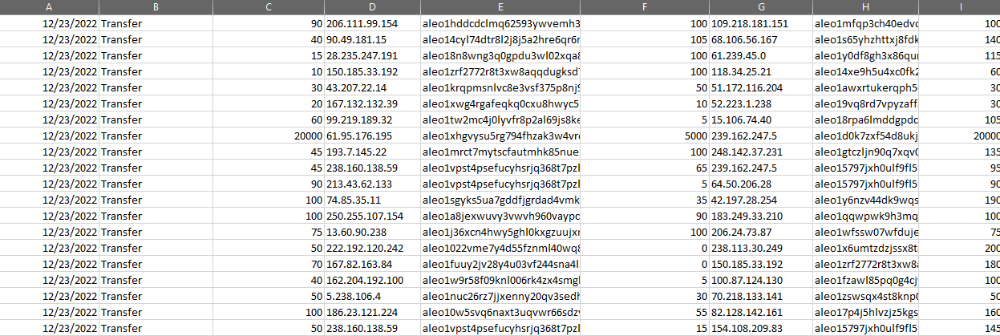 A B C D E F G H I
12/23/2022 Transfer 90 206.111.99.154 aleo1hddcdclmq62593ywvemh3 100 109.218.181.151 aleo1mfqp3ch40edvc 100
12/23/2022 Transfer 40 90.49.181.15 aleo14cyl74dtr8l2j8j5a2hre6qr6r 105 68.106.56.167 aleo1s65yhzhttxj8fdk 140
12/23/2022 Transfer 15 28.235.247.191 aleo18n8wng3q0gpdu3wl02xqa8 100 61.239.45.0 aleo1y0df8gh3x86qur 115
12/23/2022 Transfer 10 150.185.33.192 aleo1zrf2772r8t3xw8aqqdugksd 100 118.34.25.21 aleo14xe9h5u4xc0fk2 60
12/23/2022 Transfer 30 43.207.22.14 aleo1krqpmsnlvc8e3vsf375p8nj9 50 51.172.116.204 aleo1awxrtukerqph5 30
12/23/2022 Transfer 20 167.132.132.39 aleo1xwg4rgafeqkq0cxu8hwyc5 10 52.223.1.238 aleo19vq8rd7vpyzaff 30
12/23/2022 Transfer 60 99.219.189.32 aleo1tw2mc4j0lyvfr8p2al69js8ke 5 15.106.74.40 aleo18rpa6lmddgpdc 105
12/23/2022 Transfer 20000 61.95.176.195 aleo1xhgvysu5rg794fhzak3w4vr 5000 239.162.247.5 aleo1d0k7zxf54d8ukj 20000
12/23/2022 Transfer 45 193.7.145.22 aleo1mrct7mytscfautmhk85nue 100 248.142.37.231 aleo1gtczljn90q7xqv0 135
12/23/2022 Transfer 45 238.160.138.59 aleo1vpst4psefucyhsrjq368t7pzl 65 239.162.247.5 aleo15797jxh0ulf9fl5 95
12/23/2022 Transfer 90 213.43.62.133 aleo1vpst4psefucyhsrjq368t7pzl 5 64.50.206.28 aleo15797jxh0ulf9fl5 90
12/23/2022 Transfer 100 74.85.35.11 aleo1sgyks5ua7gddfjgrdad4vmk 35 42.197.28.254 aleo1y6nzv44dk9wqs 190
12/23/2022 Transfer 100 250.255.107.154 aleo1a8jexwuvy3vwvh960vaypc 90 183.249.33.210 aleo1qqwpwk9h3mq 100
12/23/2022 Transfer 75 13.60.90.238 aleo1j36xcn4hwy5ghl0kxgzuujx 100 206.24.73.87 aleo1wfssw07wfduje 75
12/23/2022 Transfer 50 222.192.120.242 aleo1022vme7y4d55fznml40wq8 0 238.113.30.249 aleo1x6umtzdzjssx8t 200
12/23/2022 Transfer 70 167.82.163.84 aleo1fuuy2jv28y4u03vf244sna4l 0 150.185.33.192 aleo1zrf2772r8t3xw8 180
12/23/2022 Transfer 40 162.204.192.100 aleo1w9r58f09knl006rk4zx4smgl 5 100.87.124.130 aleo1fzawl85pq0g4cj 100
12/23/2022 Transfer 50 5.238.106.4 aleo1nuc26rz7jjxenny20qv3sedh 30 70.218.133.141 aleo1zswsqx4st8knp0 50
12/23/2022 Transfer 100 186.23.121.224 aleo10w5svq6naxt3uqvwr66sdz 55 82.128.142.161 aleo17p4j5hlvzjz5kgs 160
12/23/2022 Transfer 50 238.160.138.59 aleo1vpst4psefucyhsrjq368t7pzl 15 154.108.209.83 aleo15797jxh0ulf9fl5 145